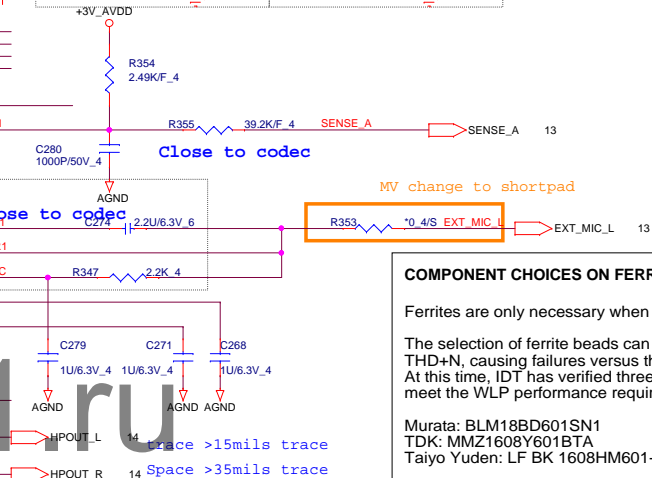 +3V_AVDD
R354
2.49K/F_4
R355 39.2K/F_4 SENSE_A SENSE_A 13
C280
1000P/50V_4
Close to codec
AGND
MV change to shortpad
ose to codec
C274 2.2U/6.3V_6
R353 *0_4/S EXT_MIC_L EXT_MIC_L 13
R347 2.2K_4
COMPONENT CHOICES ON FERR
Ferrites are only necessary when
The selection of ferrite beads can
THD+N, causing failures versus th
At this time, IDT has verified three
meet the WLP performance requir
Murata: BLM18BD601SN1
TDK: MMZ1608Y601BTA
Taiyo Yuden: LF BK 1608HM601-
C279 C271 C268
1U/6.3V_4 1U/6.3V_4 1U/6.3V_4
AGND AGND AGND
HPOUT_L 14 trace >15mils trace
HPOUT_R 14 Space >35mils trace
.ru